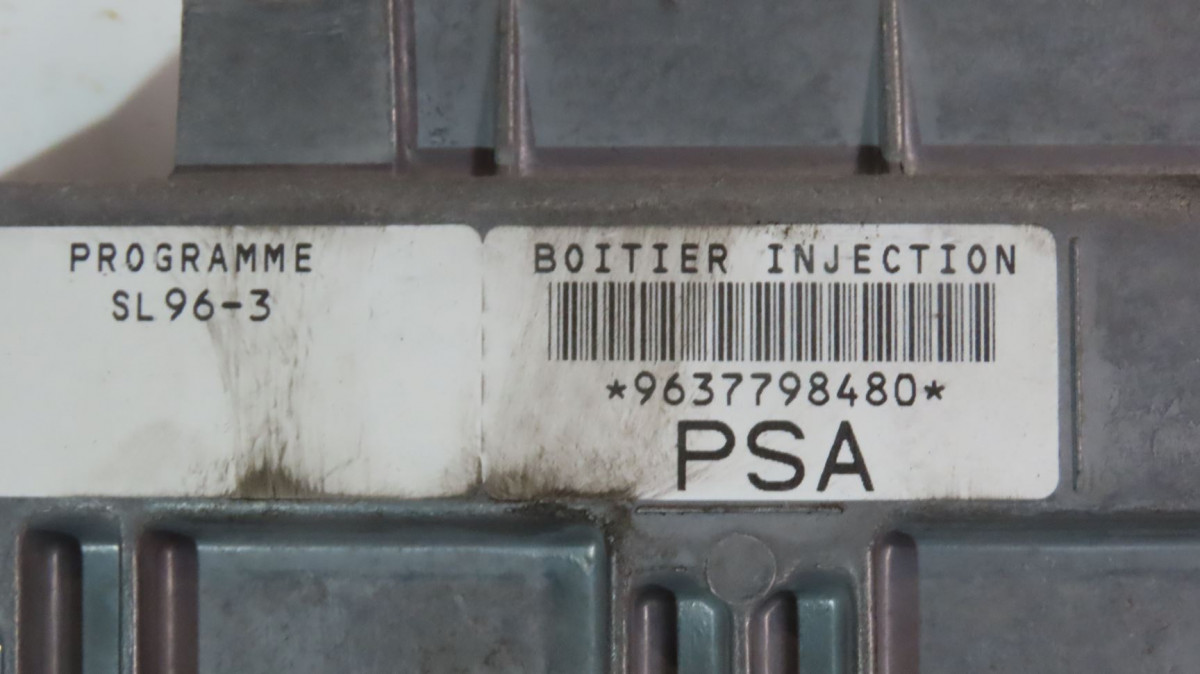 PROGRAMME
SL96-3
BOITIER INJECTION
*9637798480*
PSA